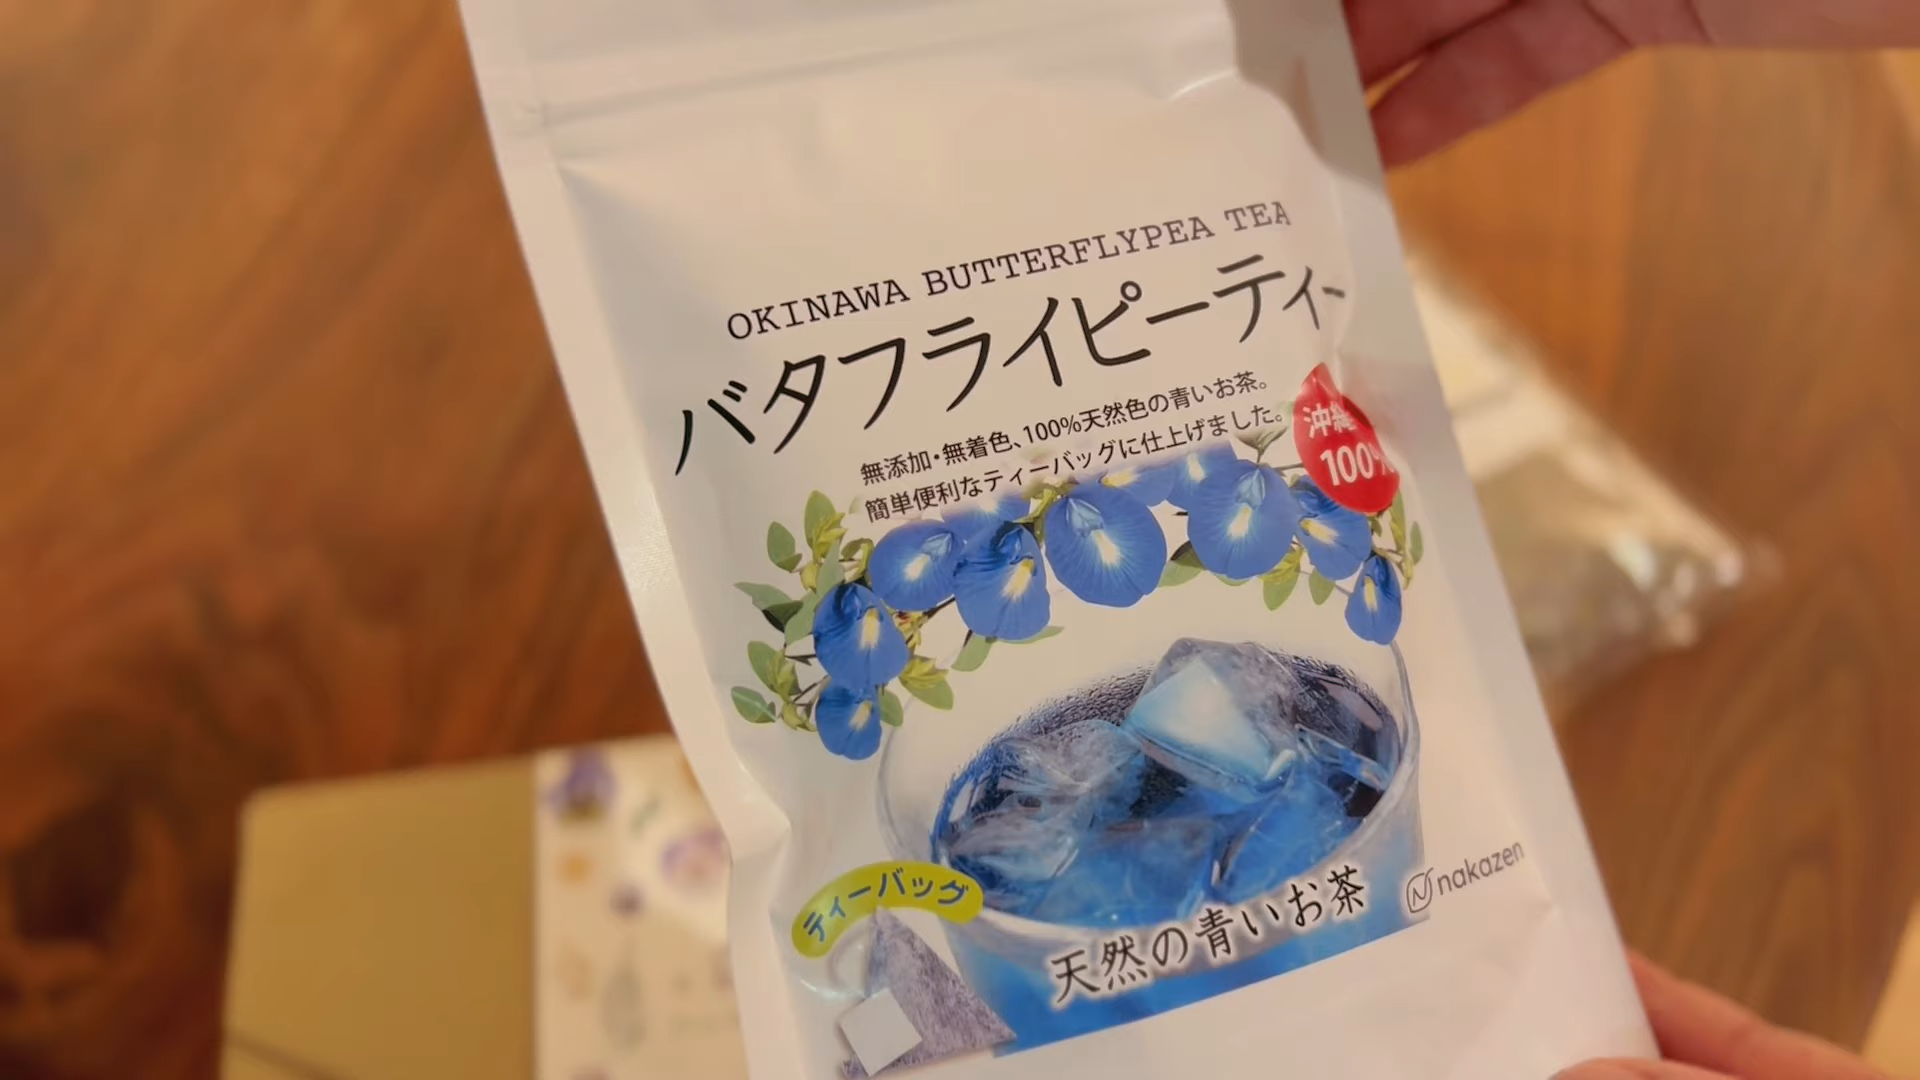 OKINAWA BUTTERFLYPEA TEA
バタフライピーティー
無添加・無着色、100%天然色の青いお茶。
簡単便利なティーバッグに仕上げました。
沖縄
100%
ティーバッグ
天然の青いお茶
nakazen